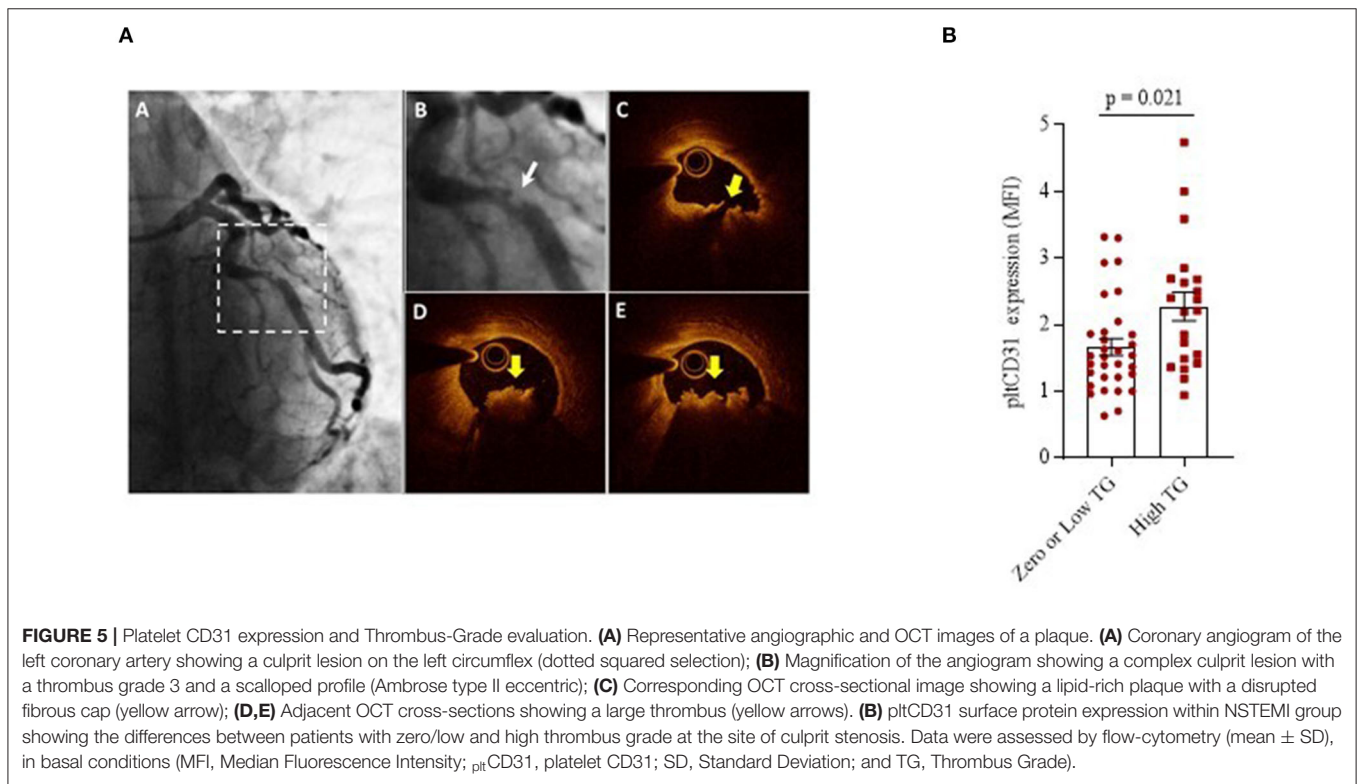 A
B
A
B
C
D
E
p = 0.021
5
4
3
2
1
0
pltCD31 expression (MFI)
Zero or Low TG
High TG
FIGURE 5 | Platelet CD31 expression and Thrombus-Grade evaluation. (A) Representative angiographic and OCT images of a plaque. (A) Coronary angiogram of the
left coronary artery showing a culprit lesion on the left circumflex (dotted squared selection); (B) Magnification of the angiogram showing a complex culprit lesion with
a thrombus grade 3 and a scalloped profile (Ambrose type II eccentric); (C) Corresponding OCT cross-sectional image showing a lipid-rich plaque with a disrupted
fibrous cap (yellow arrow); (D,E) Adjacent OCT cross-sections showing a large thrombus (yellow arrows). (B) pltCD31 surface protein expression within NSTEMI group
showing the differences between patients with zero/low and high thrombus grade at the site of culprit stenosis. Data were assessed by flow-cytometry (mean ± SD),
in basal conditions (MFI, Median Fluorescence Intensity; pltCD31, platelet CD31; SD, Standard Deviation; and TG, Thrombus Grade).